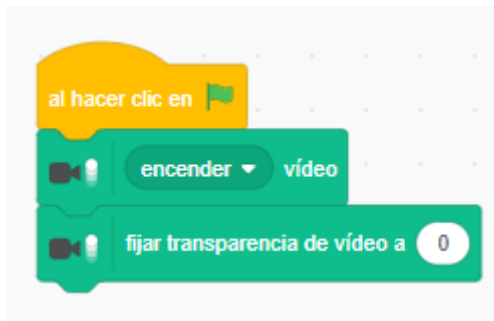 al hacer clic en
encender vídeo
fijar transparencia de vídeo a 0